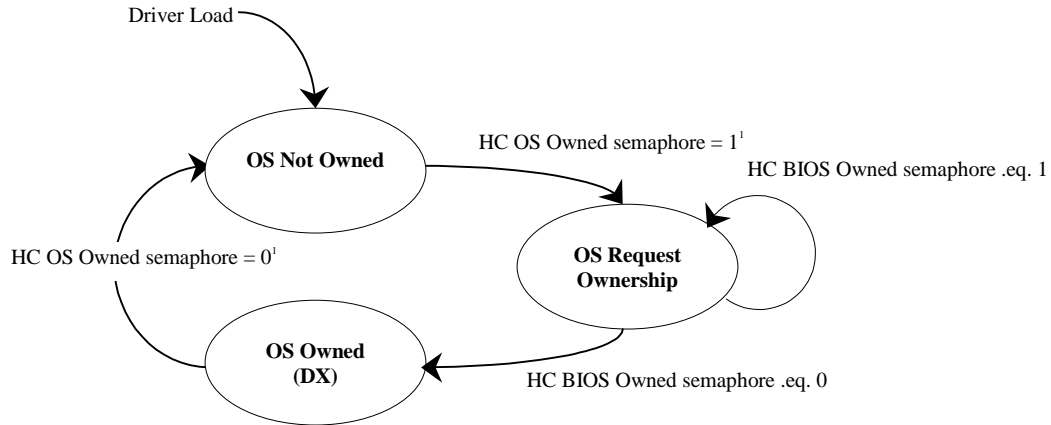 Driver Load
OS Not Owned
HC OS Owned semaphore = 1¹
HC BIOS Owned semaphore .eq. 1
OS Request
Ownership
HC OS Owned semaphore = 0¹
OS Owned
(DX)
HC BIOS Owned semaphore .eq. 0